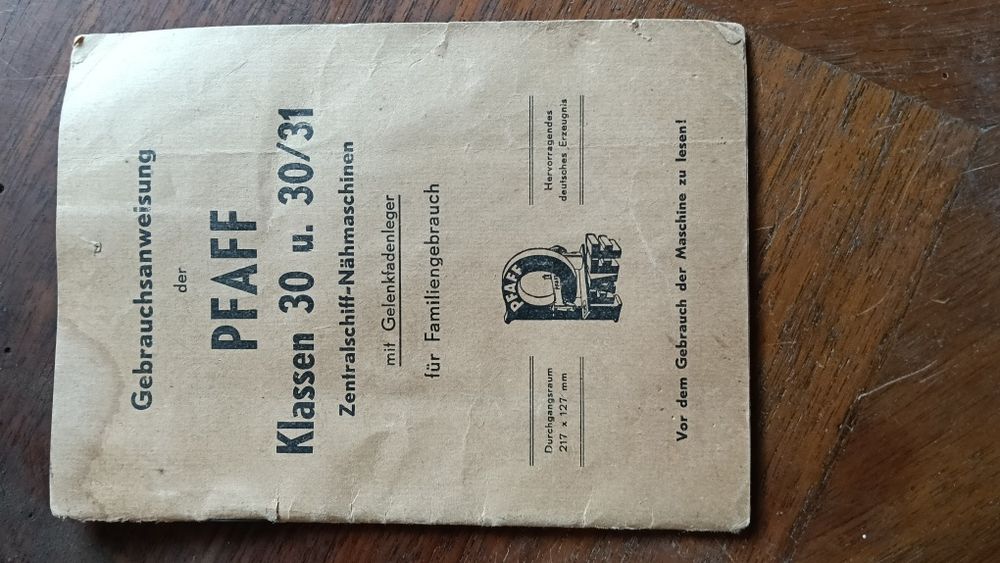 Gebrauchsanweisung
der
PFAFF
Klassen 30 u. 30/31
Zentralschiff-Nähmaschinen
mit Gelenkfadenleger
für Familiengebrauch
Durchgangsraum
217 x 127 mm
PFAFF
PFAFF
Hervorragendes
deutsches Erzeugnis
Vor dem Gebrauch der Maschine zu lesen!